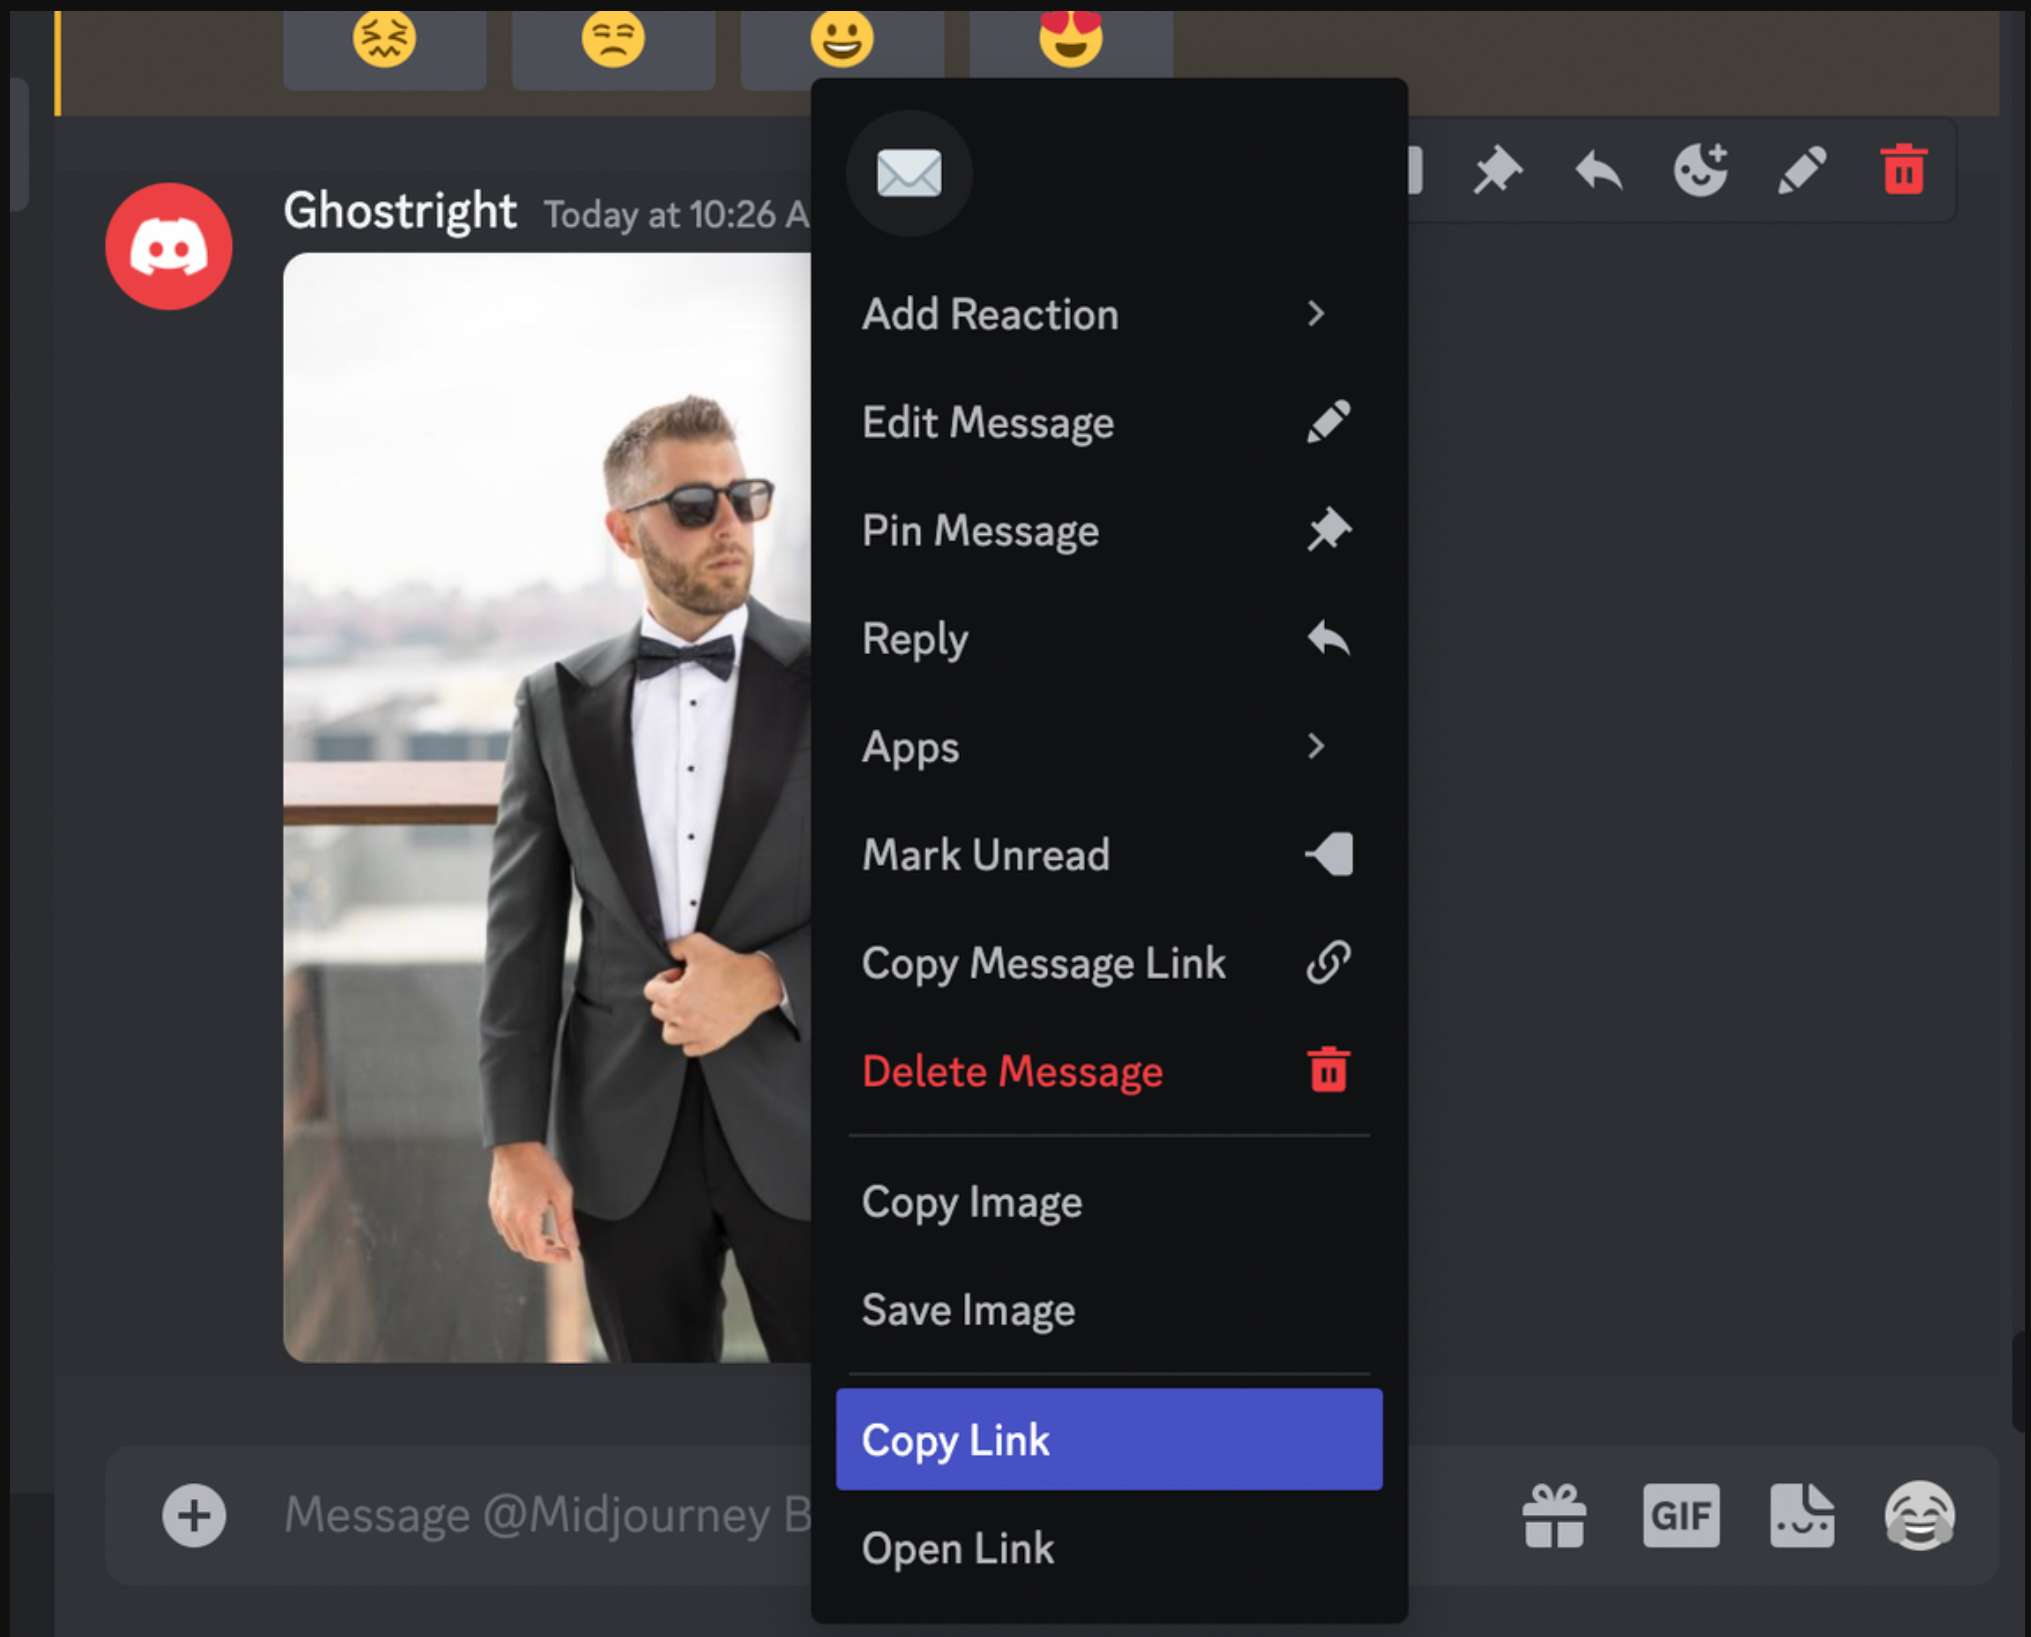 Ghostright Today at 10:26 A
Add Reaction
Edit Message
Pin Message
Reply
Apps
Mark Unread
Copy Message Link
Delete Message
Copy Image
Save Image
Copy Link
Open Link
Message @Midjourney B
GIF